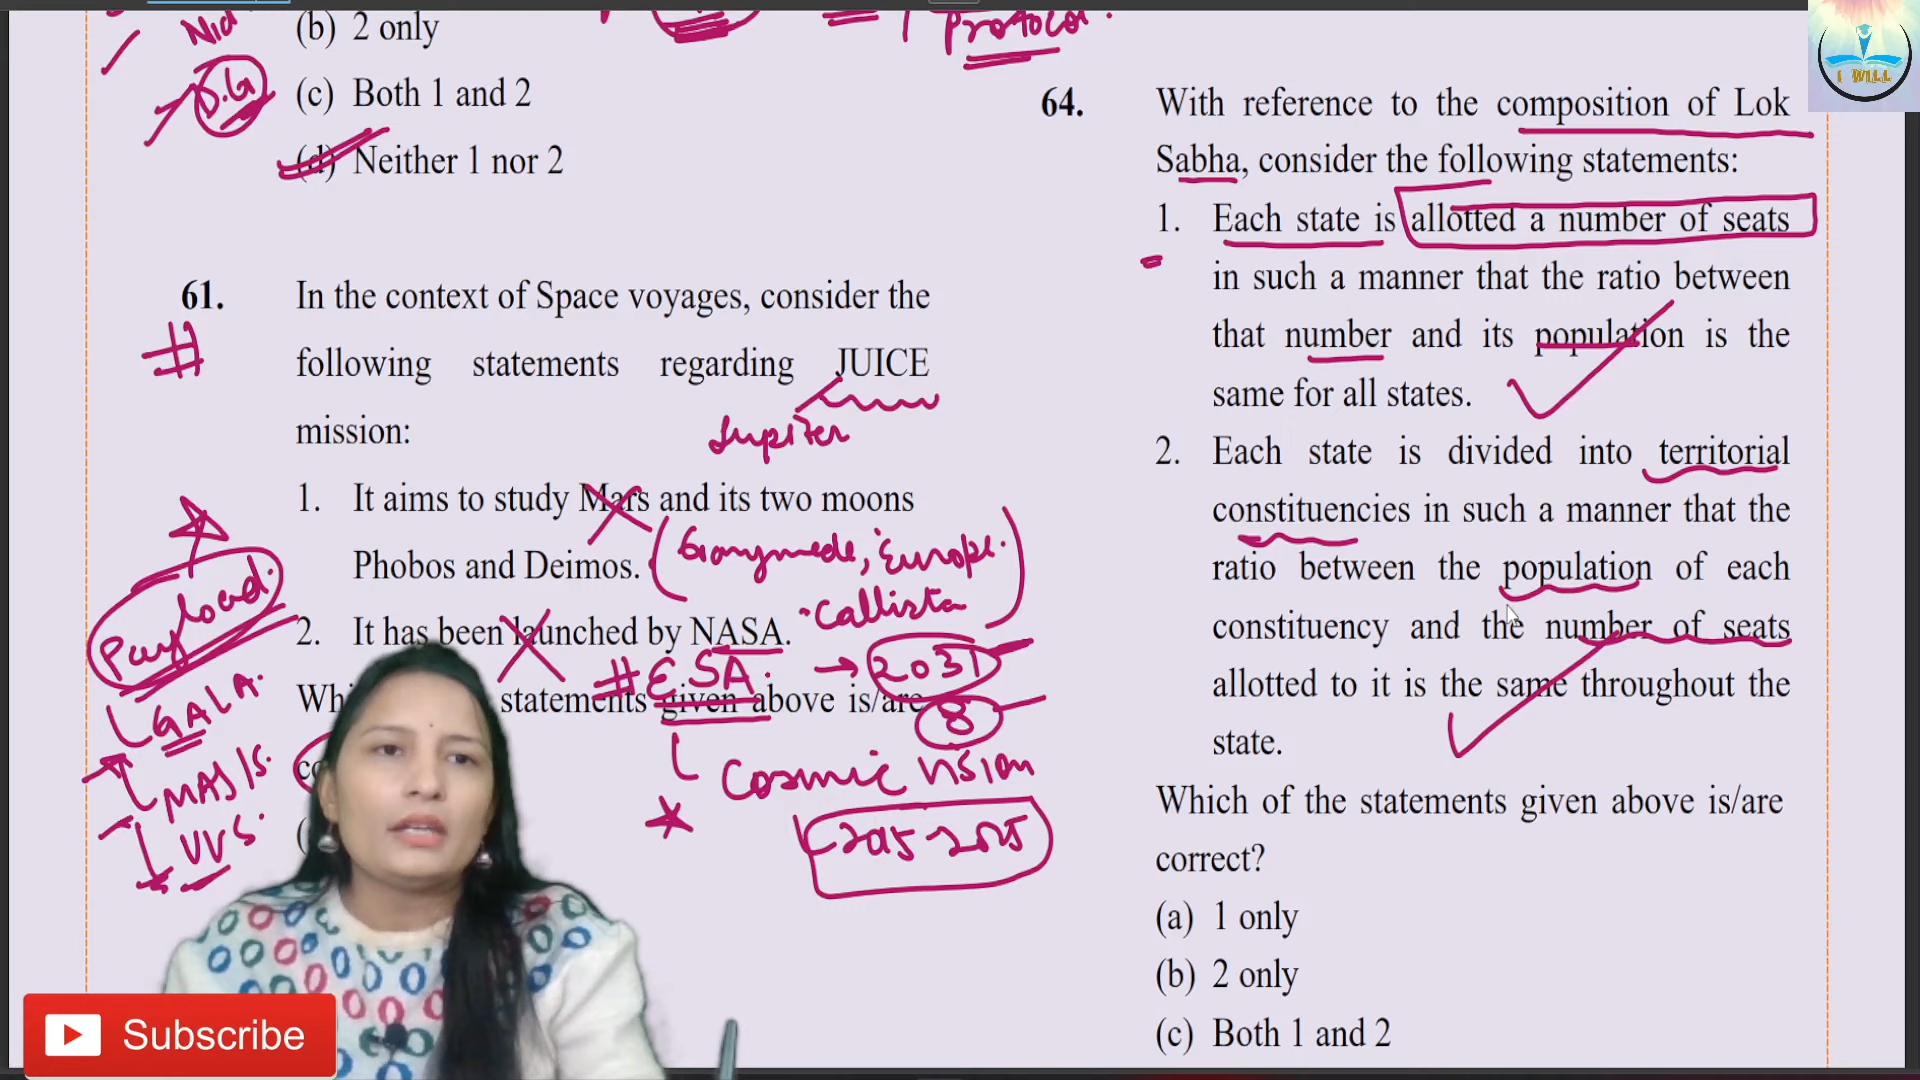 Nid
(b) 2 only
D.G
(c) Both 1 and 2
(d) Neither 1 nor 2
61. In the context of Space voyages, consider the
following statements regarding JUICE
mission:
Jupiter
1. It aims to study Mars and its two moons
Phobos and Deimos.
(Ganymede, Europe.
Callista)
2. It has been launched by NASA.
# ESA. → 2031
statements given above is/are
8
Cosmic Vision
2015-2025
Payload.
GALA.
MAJIS.
UVS.
Protocol.
64. With reference to the composition of Lok
Sabha, consider the following statements:
1. Each state is allotted a number of seats
in such a manner that the ratio between
that number and its population is the
same for all states.
2. Each state is divided into territorial
constituencies in such a manner that the
ratio between the population of each
constituency and the number of seats
allotted to it is the same throughout the
state.
Which of the statements given above is/are
correct?
(a) 1 only
(b) 2 only
(c) Both 1 and 2
I WILL
Subscribe